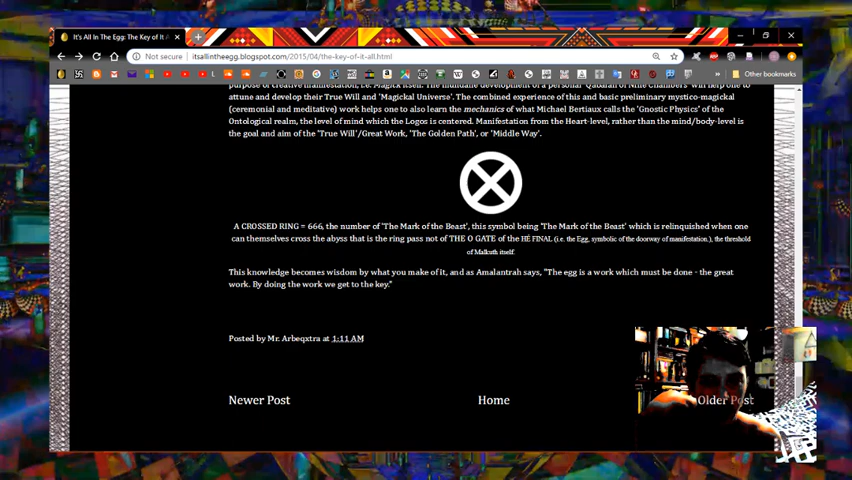 It's All In The Egg: The Key of It A
Not secure | itsallintheegg.blogspot.com/2015/04/the-key-of-it-all.html
Other bookmarks
purpose of creative manifestation, i.e. Magick itself. The mundane development of a personal 'Qabalah of Nine Chambers' will help one to
attune and develop their True Will and 'Magickal Universe'. The combined experience of this and basic preliminary mystico-magickal
(ceremonial and meditative) work helps one to also learn the mechanics of what Michael Bertiaux calls the 'Gnostic Physics' of the
Ontological realm, the level of mind which the Logos is centered. Manifestation from the Heart-level, rather than the mind/body-level is
the goal and aim of the 'True Will'/Great Work, 'The Golden Path', or 'Middle Way'.
A CROSSED RING = 666, the number of 'The Mark of the Beast', this symbol being 'The Mark of the Beast' which is relinquished when one
can themselves cross the abyss that is the ring pass not of THE O GATE of the HÉ FINAL (i.e. the Egg, symbolic of the doorway of manifestation.), the threshold
of Malkuth itself.
This knowledge becomes wisdom by what you make of it, and as Amalantrah says, "The egg is a work which must be done - the great
work. By doing the work we get to the key."
Posted by Mr. Arbeqxtra at 1:11 AM
Newer Post
Home
Older Post